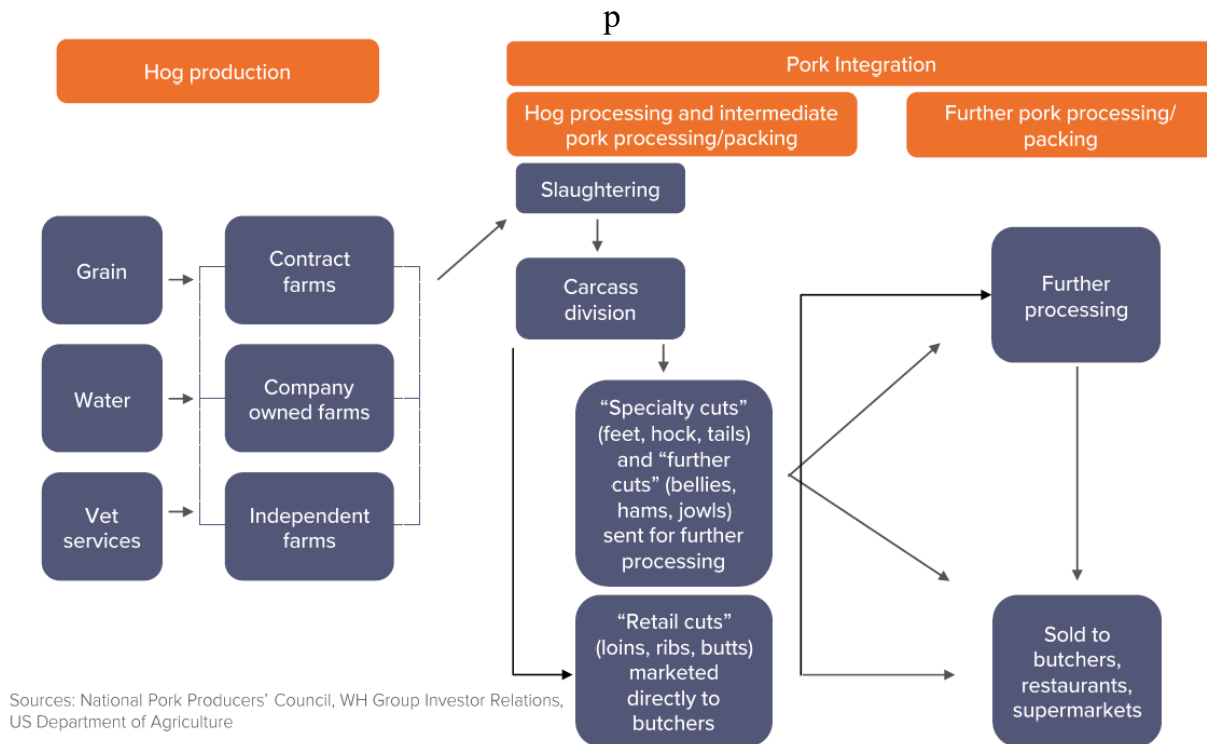 p
Hog production
Pork Integration
Hog processing and intermediate
pork processing/packing
Further pork processing/
packing
Slaughtering
Grain
Contract
farms
Carcass
division
Further
processing
Water
Company
owned farms
“Specialty cuts”
(feet, hock, tails)
and “further
cuts” (bellies,
hams, jowls)
sent for further
processing
Vet
services
Independent
farms
“Retail cuts”
(loins, ribs, butts)
marketed
directly to
butchers
Sold to
butchers,
restaurants,
supermarkets
Sources: National Pork Producers’ Council, WH Group Investor Relations,
US Department of Agriculture